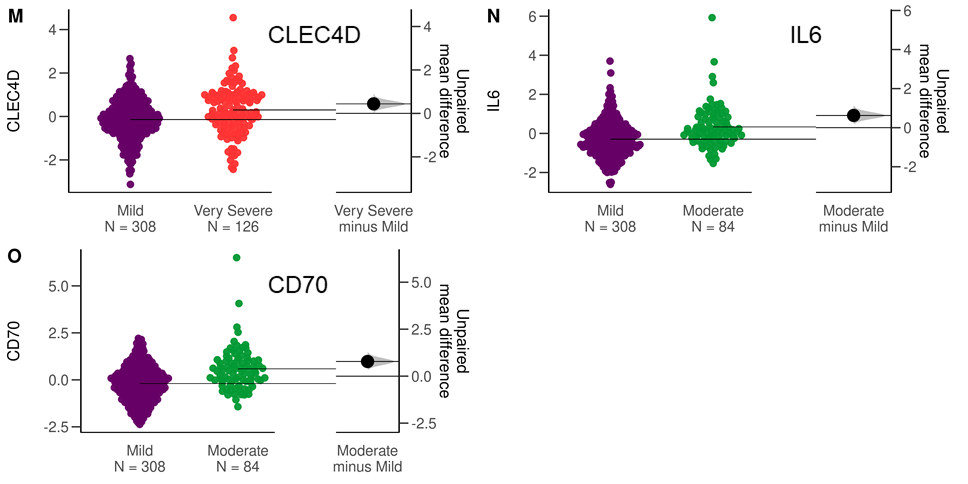 M
CLEC4D
CLEC4D
4
2
0
-2
4
2
0
-2
Unpaired
mean difference
Mild
N = 308
Very Severe
N = 126
Very Severe
minus Mild
N
IL6
IL6
6
4
2
0
-2
6
4
2
0
-2
Unpaired
mean difference
Mild
N = 308
Moderate
N = 84
Moderate
minus Mild
O
CD70
CD70
5.0
2.5
0.0
-2.5
5.0
2.5
0.0
-2.5
Unpaired
mean difference
Mild
N = 308
Moderate
N = 84
Moderate
minus Mild